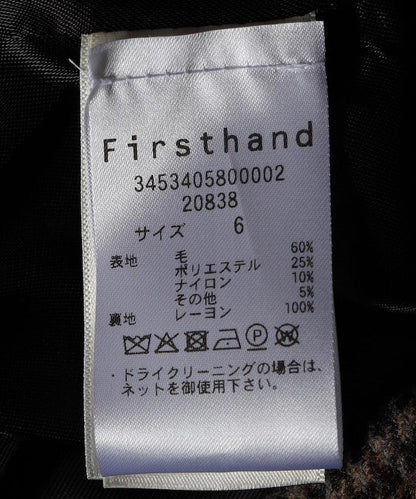 Firsthand
3453405800002
20838
サイズ 6
表地 毛 60%
ポリエステル 25%
ナイロン 10%
その他 5%
裏地 レーヨン 100%
・ドライクリーニングの場合は、
ネットを御使用下さい。